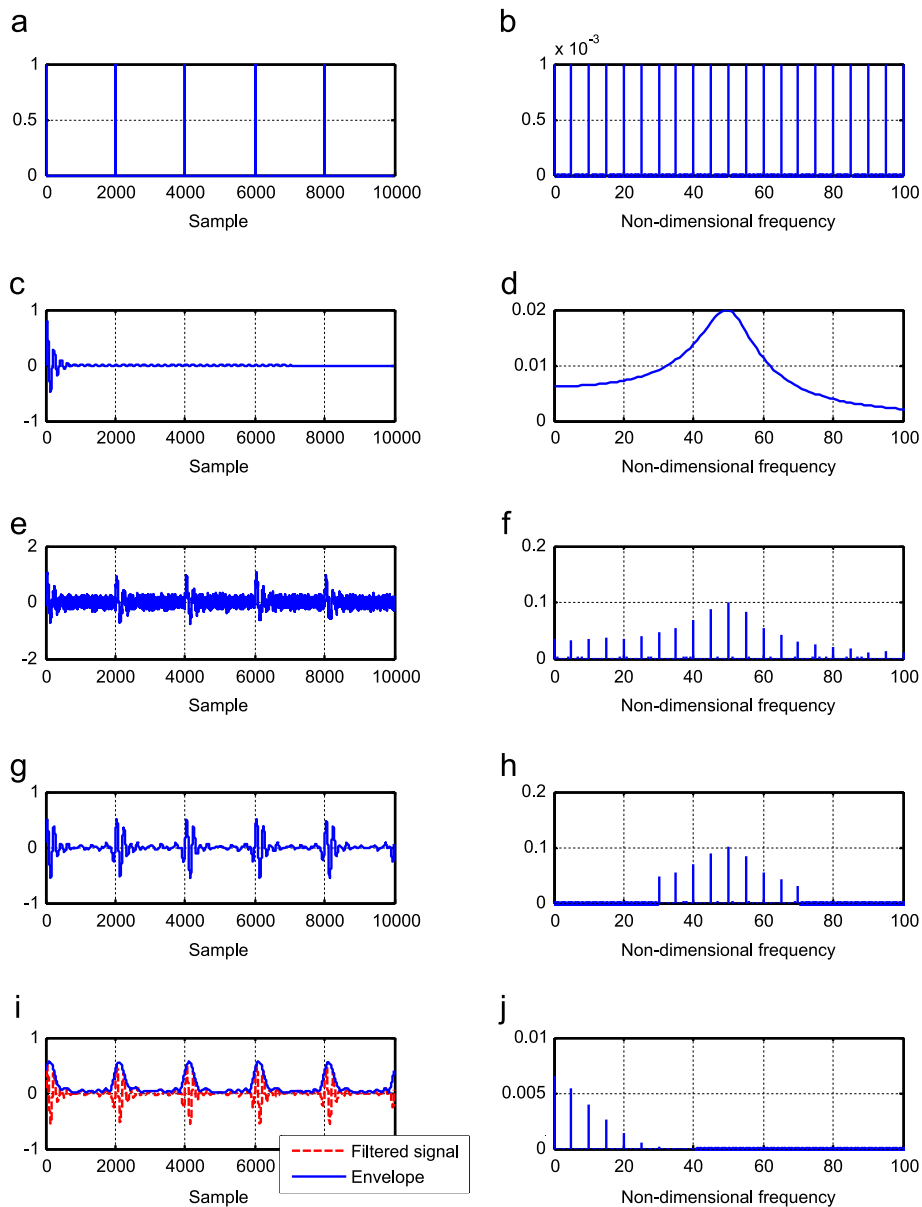 a
1
0.5
0
0 2000 4000 6000 8000 10000
Sample
b
x 10-3
1
0.5
0
0 20 40 60 80 100
Non-dimensional frequency
c
1
0
-1
0 2000 4000 6000 8000 10000
Sample
d
0.02
0.01
0
0 20 40 60 80 100
Non-dimensional frequency
e
2
0
-2
0 2000 4000 6000 8000 10000
Sample
f
0.2
0.1
0
0 20 40 60 80 100
Non-dimensional frequency
g
1
0
-1
0 2000 4000 6000 8000 10000
Sample
h
0.2
0.1
0
0 20 40 60 80 100
Non-dimensional frequency
i
1
0
-1
0 2000 4000 6000 8000 10000
Sample
Filtered signal
Envelope
j
0.01
0.005
0
0 20 40 60 80 100
Non-dimensional frequency